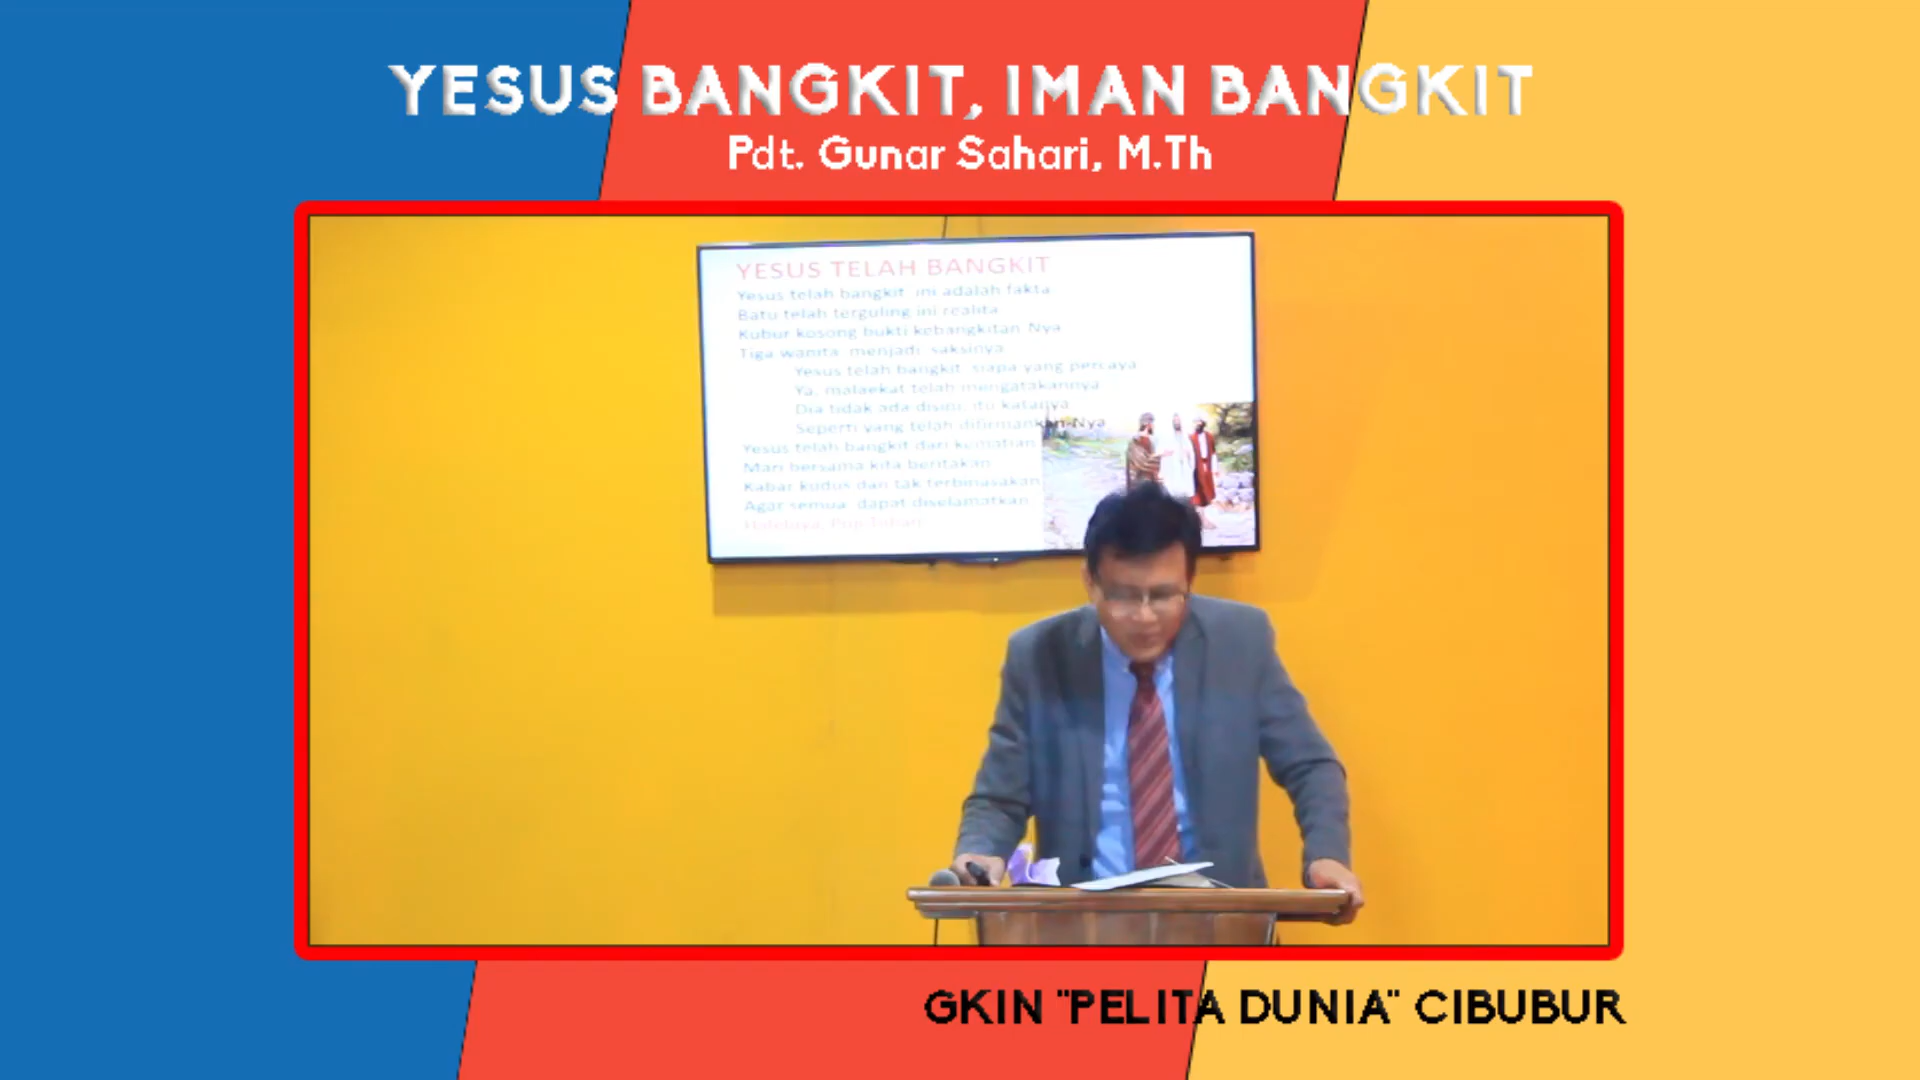 YESUS BANGKIT, IMAN BANGKIT
Pdt. Gunar Sahari, M.Th
YESUS TELAH BANGKIT
Yesus telah bangkit ini adalah fakta
Batu telah terguling ini realita
Kubur kosong bukti kebangkitan Nya
Tiga wanita menjadi saksinya
Yesus telah bangkit siapa yang percaya
Ya, malaekat telah mengatakannya
Dia tidak ada disini, itu katanya
Seperti yang telah difirmankan-Nya
Yesus telah bangkit dari kematian
Mari bersama kita beritakan
Kabar kudus dan tak terbinasakan
Agar semua dapat diselamatkan
Haleluya, Puji Tuhan
GKIN "PELITA DUNIA" CIBUBUR